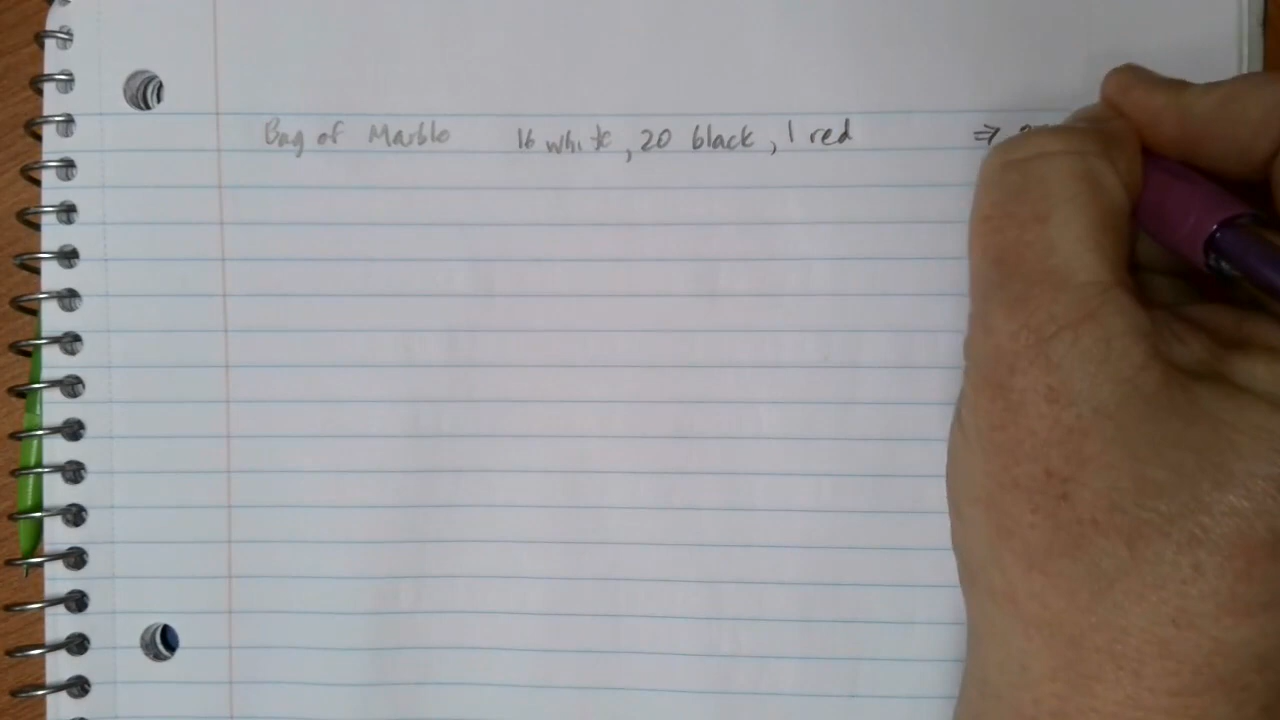 Bag of Marble 16 white, 20 black, 1 red ⇒